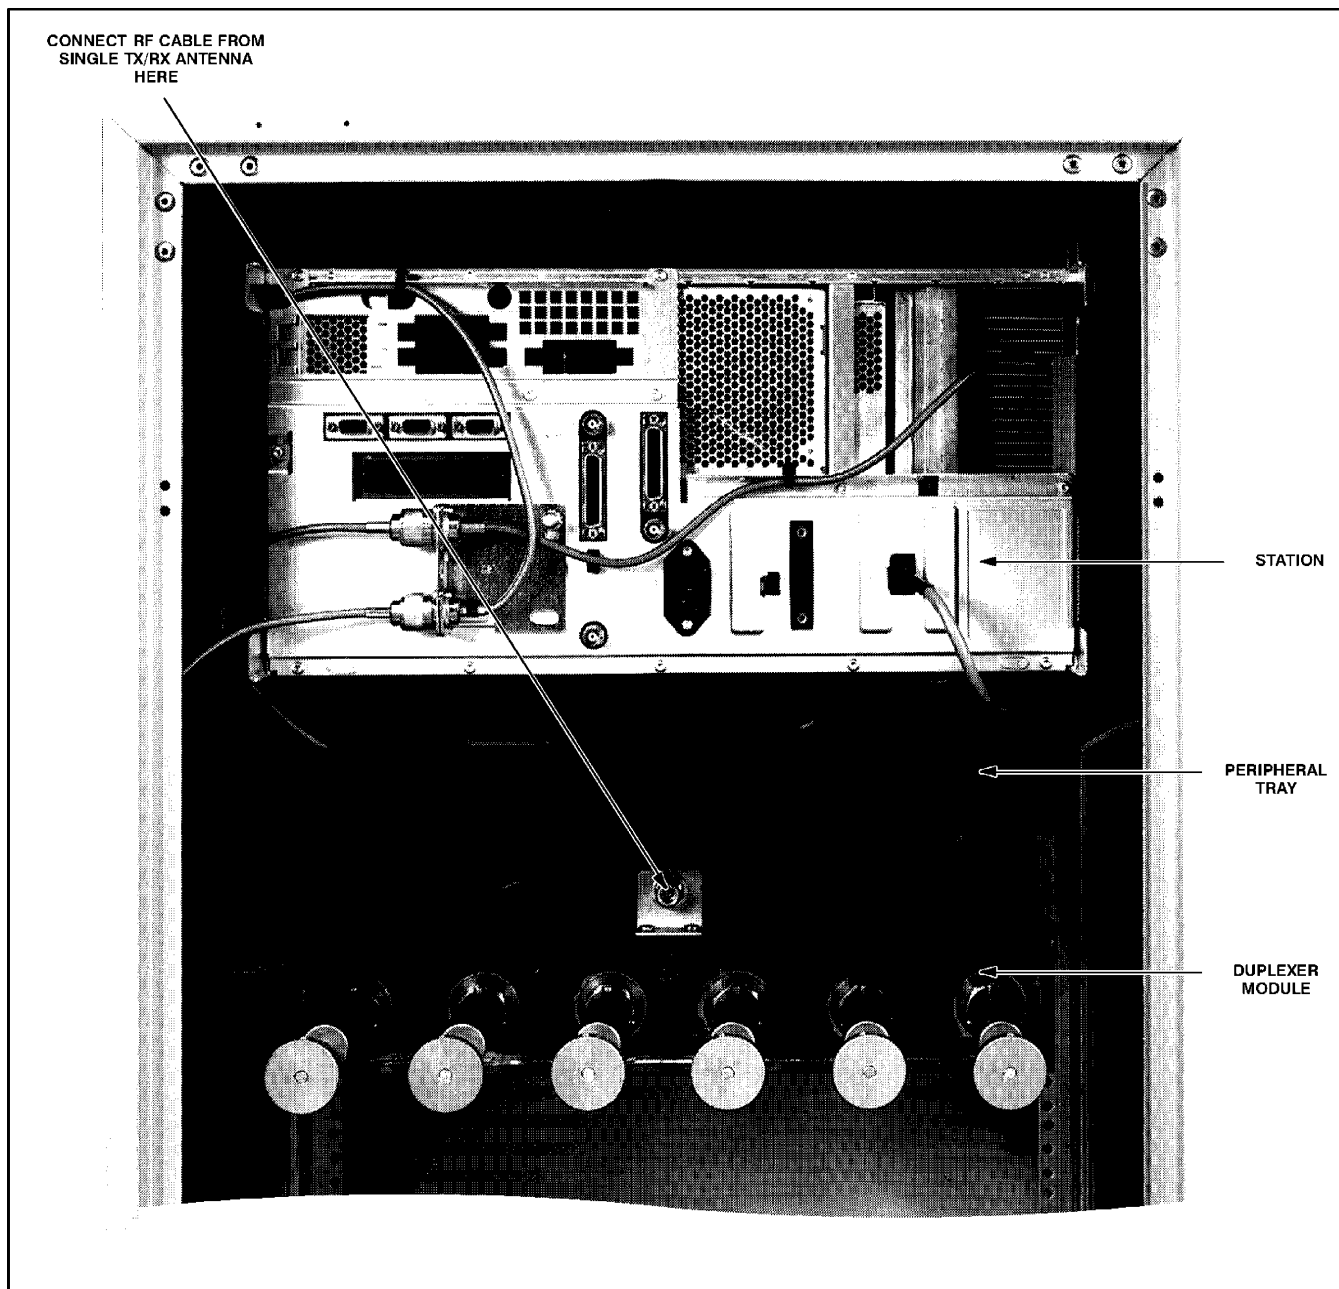 CONNECT RF CABLE FROM
SINGLE TX/RX ANTENNA
HERE
STATION
PERIPHERAL
TRAY
DUPLEXER
MODULE